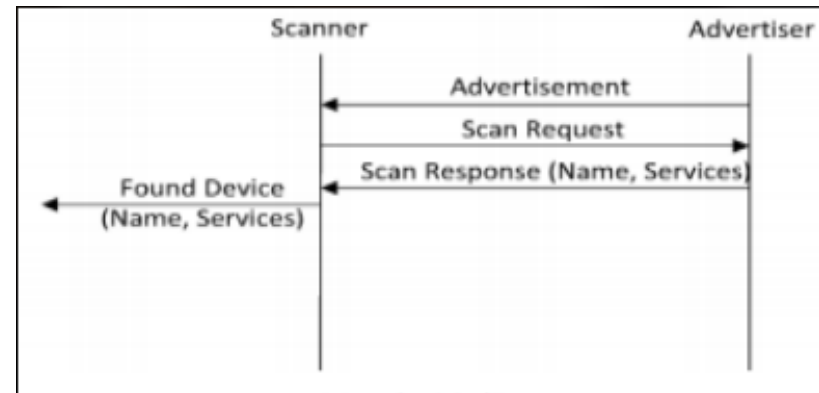 Scanner
Advertiser
Advertisement
Scan Request
Scan Response (Name, Services)
Found Device
(Name, Services)